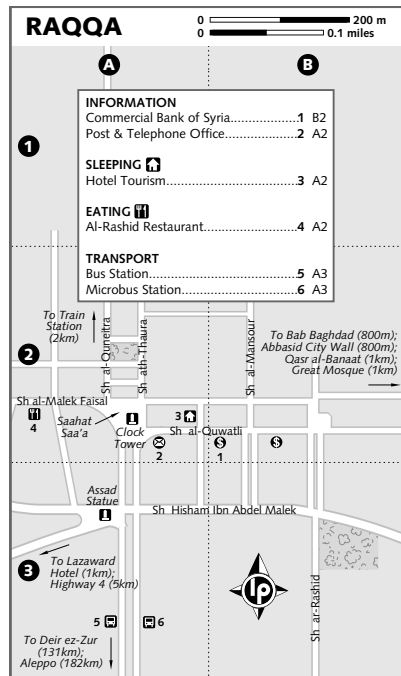 RAQQA
0 200 m
0 0.1 miles
A
B
1
INFORMATION
Commercial Bank of Syria.....................1 B2
Post & Telephone Office.....................2 A2
SLEEPING
Hotel Tourism.................................3 A2
EATING
Al-Rashid Restaurant.........................4 A2
TRANSPORT
Bus Station....................................5 A3
Microbus Station..............................6 A3
To Train
Station
(2km)
Sh al-Quneitra
Sh ath-Thaura
Sh al-Mansour
To Bab Baghdad (800m);
Abbasid City Wall (800m);
Qasr al-Banaat (1km);
Great Mosque (1km)
2
Sh al-Malek Faisal
4
Saahat
Saa'a
Clock
Tower
3
Sh al-Quwatli
2
$
1
$
Assad
Statue
Sh Hisham Ibn Abdel Malek
3
To Lazaward
Hotel (1km);
Highway 4 (5km)
lp
Sh ar-Rashid
5
6
To Deir ez-Zur
(131km);
Aleppo (182km)